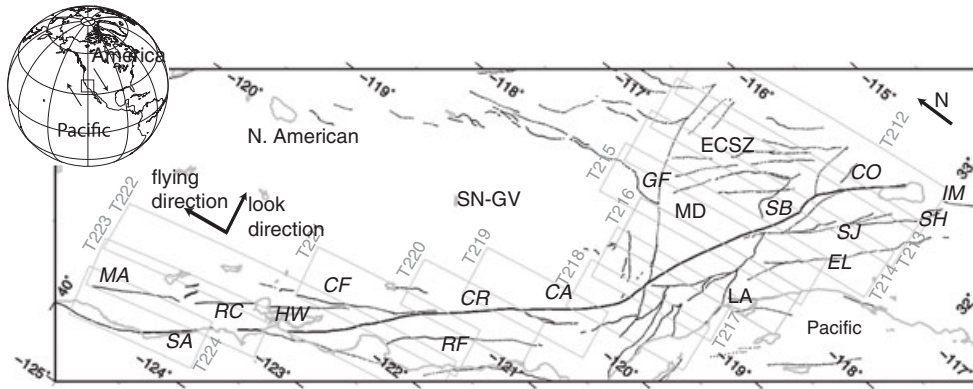 America
Pacific
-120
-119
-118
-117
-116
-115
N
T212
N. American
ECSZ
T215
33
GF
CO
IM
flying
direction
T222
SN-GV
T216
MD
SB
SH
look
direction
SJ
T223
T220
T219
T218
EL
T213
T214
MA
CF
40
CR
CA
RC
HW
LA
32
SA
T224
RF
T217
Pacific
-125
-124
-123
-122
-121
-120
-119
-118
-117